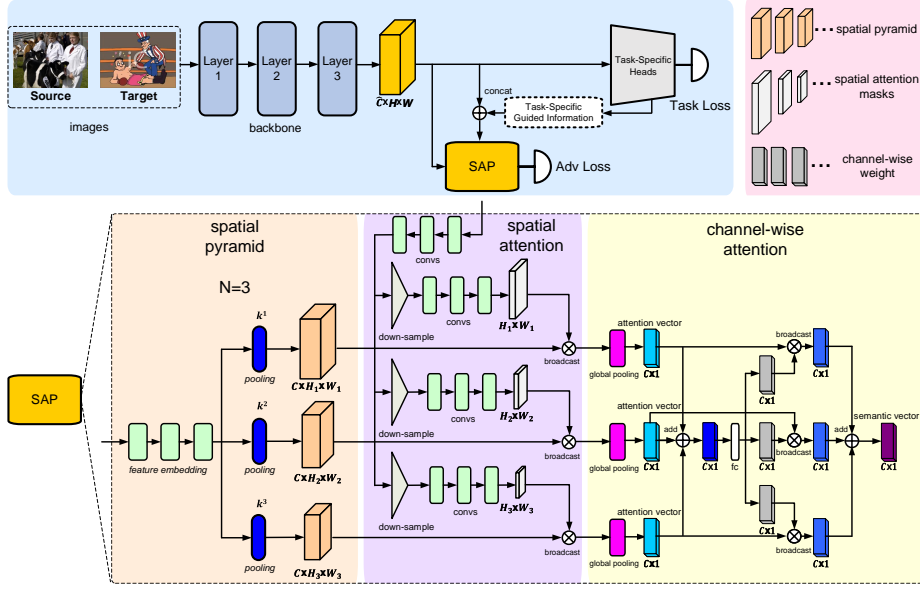 Source
Target
images
Layer
1
Layer
2
Layer
3
backbone
C̃×H×W
concat
Task-Specific
Guided Information
Task-Specific
Heads
Task Loss
SAP
Adv Loss
spatial pyramid
spatial attention
masks
channel-wise
weight
SAP
spatial
pyramid
N=3
feature embedding
k¹
pooling
C×H₁×W₁
k²
pooling
C×H₂×W₂
k³
pooling
C×H₃×W₃
spatial
attention
convs
down-sample
convs
H₁×W₁
broadcast
down-sample
convs
H₂×W₂
broadcast
down-sample
convs
H₃×W₃
broadcast
channel-wise
attention
attention vector
global pooling
C×1
attention vector
global pooling
C×1
attention vector
global pooling
C×1
add
C×1
fc
C×1
C×1
C×1
broadcast
C×1
broadcast
C×1
broadcast
C×1
add
semantic vector
C×1